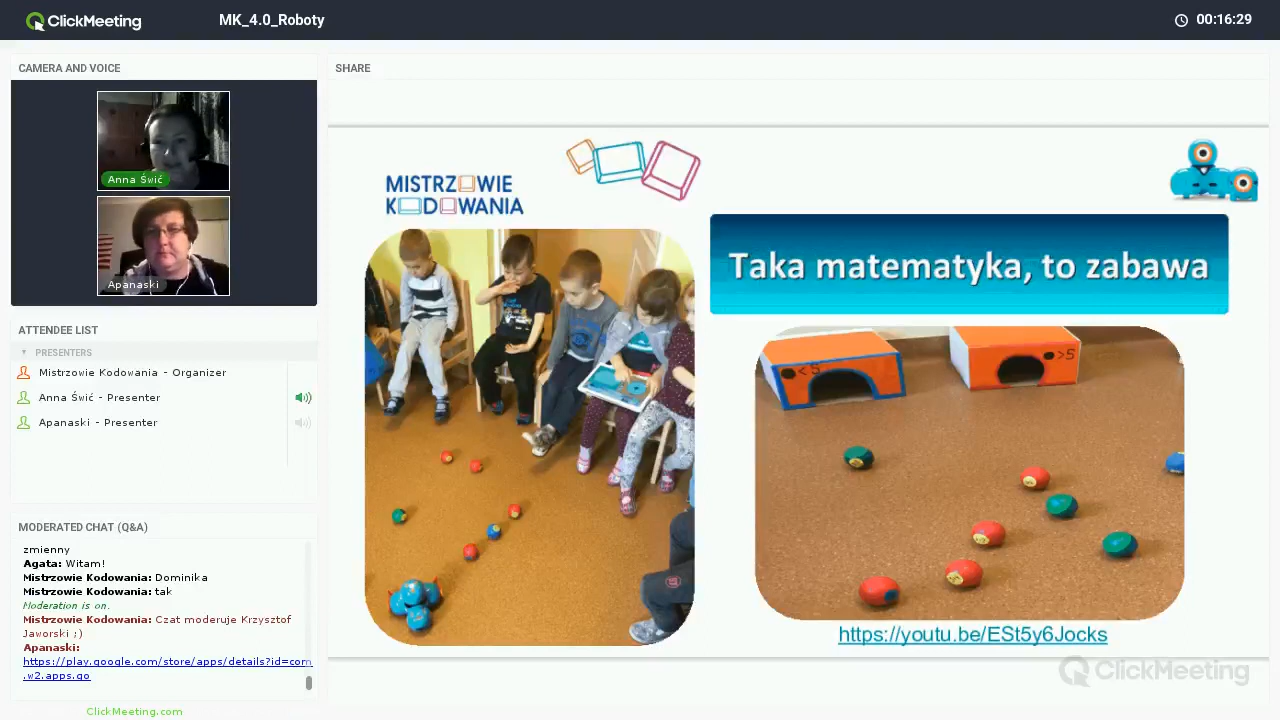 ClickMeeting
MK_4.0_Roboty
00:16:29
CAMERA AND VOICE
Anna Świć
Apanaski
ATTENDEE LIST
PRESENTERS
Mistrzowie Kodowania - Organizer
Anna Świć - Presenter
Apanaski - Presenter
MODERATED CHAT (Q&A)
zmienny
Agata: Witam!
Mistrzowie Kodowania: Dominika
Mistrzowie Kodowania: tak
Moderation is on.
Mistrzowie Kodowania: Czat moderuje Krzysztof
Jaworski ;)
Apanaski:
https://play.google.com/store/apps/details?id=com
.w2.apps.go
ClickMeeting.com
SHARE
MISTRZOWIE
KODOWANIA
Taka matematyka, to zabawa
<5
>5
https://youtu.be/ESt5y6Jocks
ClickMeeting